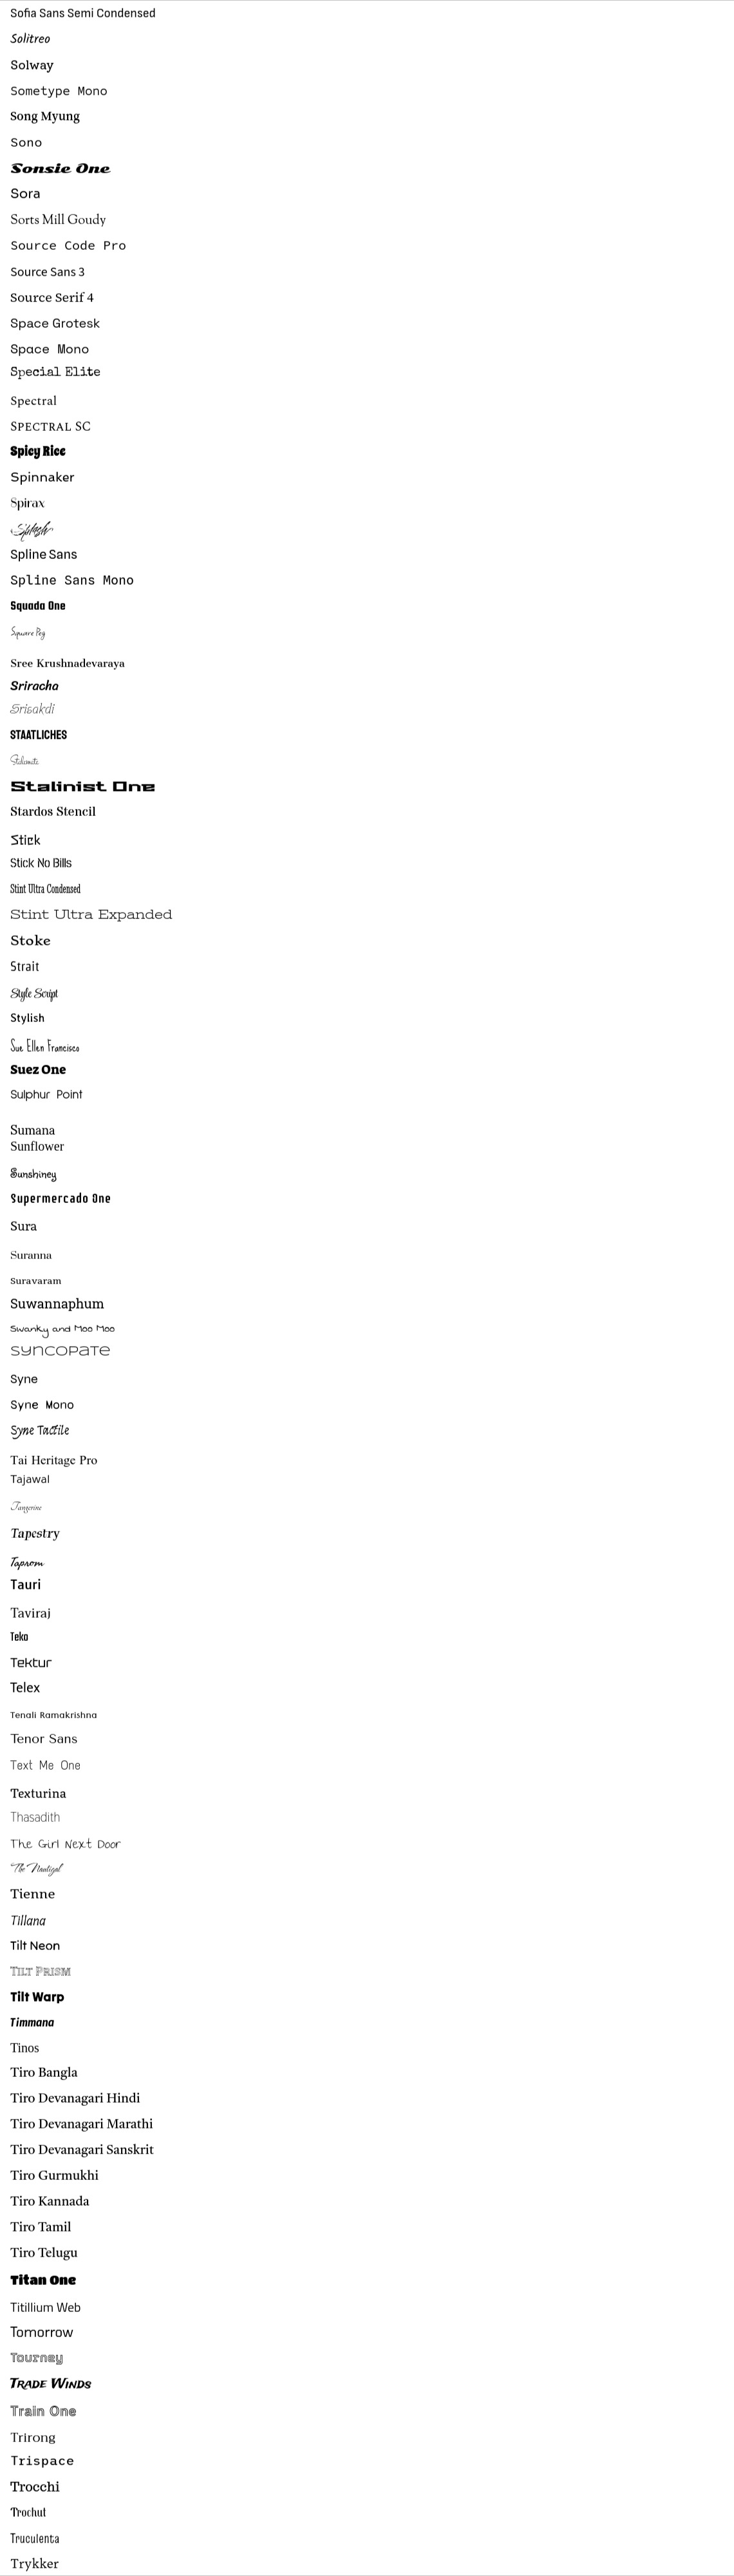 Sofia Sans Semi Condensed
Solitreo
Solway
Sometype Mono
Song Myung
Sono
Sonsie One
Sora
Sorts Mill Goudy
Source Code Pro
Source Sans 3
Source Serif 4
Space Grotesk
Space Mono
Special Elite
Spectral
SPECTRAL SC
Spicy Rice
Spinnaker
Spirax
Splash
Spline Sans
Spline Sans Mono
Squada One
Square Peg
Sree Krushnadevaraya
Sriracha
Srisakdi
STAATLICHES
Stalemate
Stalinist One
Stardos Stencil
Stick
Stick No Bills
Stint Ultra Condensed
Stint Ultra Expanded
Stoke
Strait
Style Script
Stylish
Sue Ellen Francisco
Suez One
Sulphur Point
Sumana
Sunflower
Sunshiney
Supermercado One
Sura
Suranna
Suravaram
Suwannaphum
Swanky and Moo Moo
Syncopate
Syne
Syne Mono
Syne Tactile
Tai Heritage Pro
Tajawal
Tangerine
Tapestry
Taprom
Tauri
Taviraj
Teko
Tektur
Telex
Tenali Ramakrishna
Tenor Sans
Text Me One
Texturina
Thasadith
The Girl Next Door
The Nautigal
Tienne
Tillana
Tilt Neon
TILT PRISM
Tilt Warp
Timmana
Tinos
Tiro Bangla
Tiro Devanagari Hindi
Tiro Devanagari Marathi
Tiro Devanagari Sanskrit
Tiro Gurmukhi
Tiro Kannada
Tiro Tamil
Tiro Telugu
Titan One
Titillium Web
Tomorrow
Tourney
TRADE WINDS
Train One
Trirong
Trispace
Trocchi
Trochut
Truculenta
Trykker